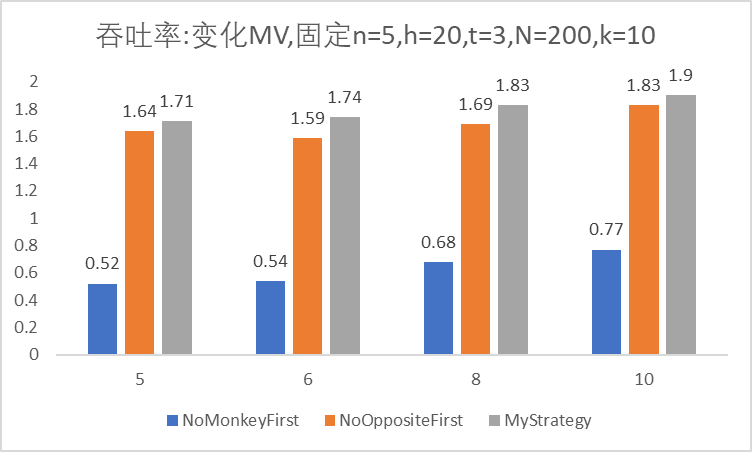 吞吐率:变化MV,固定n=5,h=20,t=3,N=200,k=10
2
1.8
1.6
1.4
1.2
1
0.8
0.6
0.4
0.2
0
0.52 1.64 1.71
0.54 1.59 1.74
0.68 1.69 1.83
0.77 1.83 1.9
5 6 8 10
NoMonkeyFirst NoOppositeFirst MyStrategy